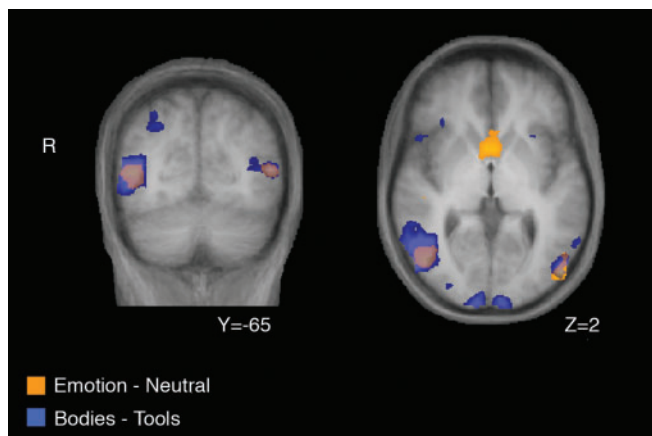 R
Y=-65
Z=2
Emotion - Neutral
Bodies - Tools